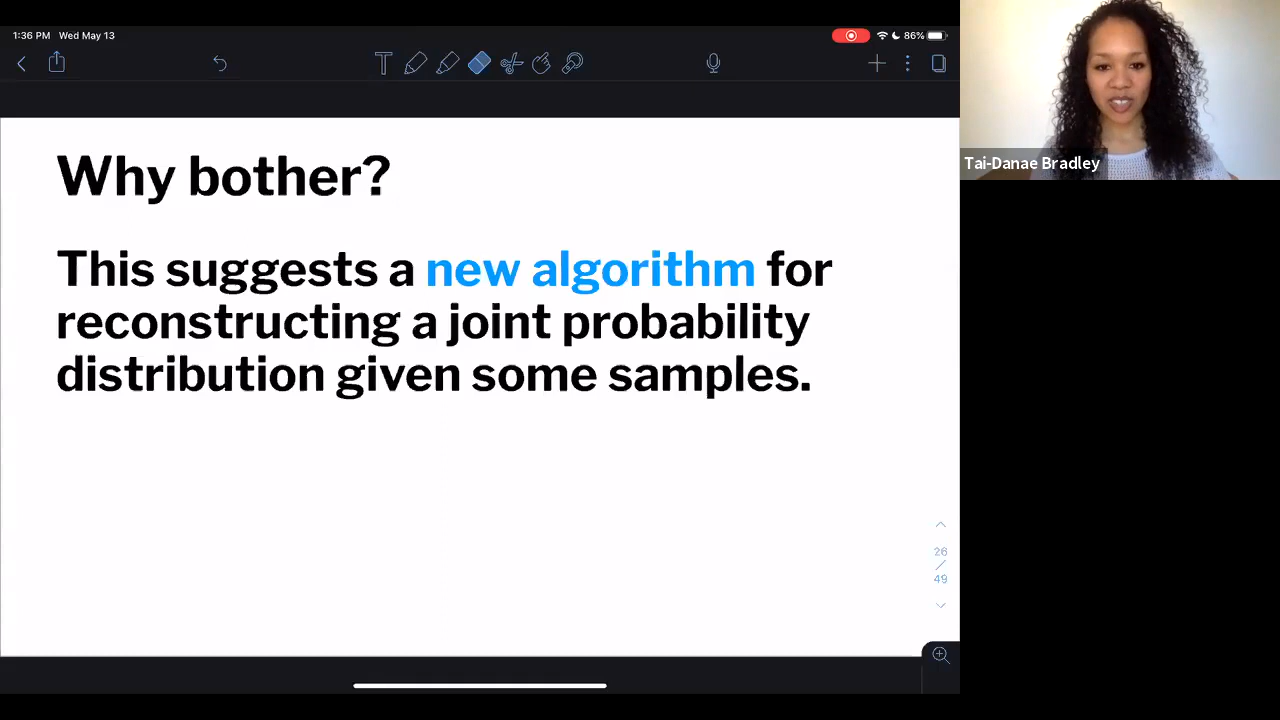 1:36 PM Wed May 13
86%
Tai-Danae Bradley
Why bother?
This suggests a new algorithm for
reconstructing a joint probability
distribution given some samples.
26
/
49